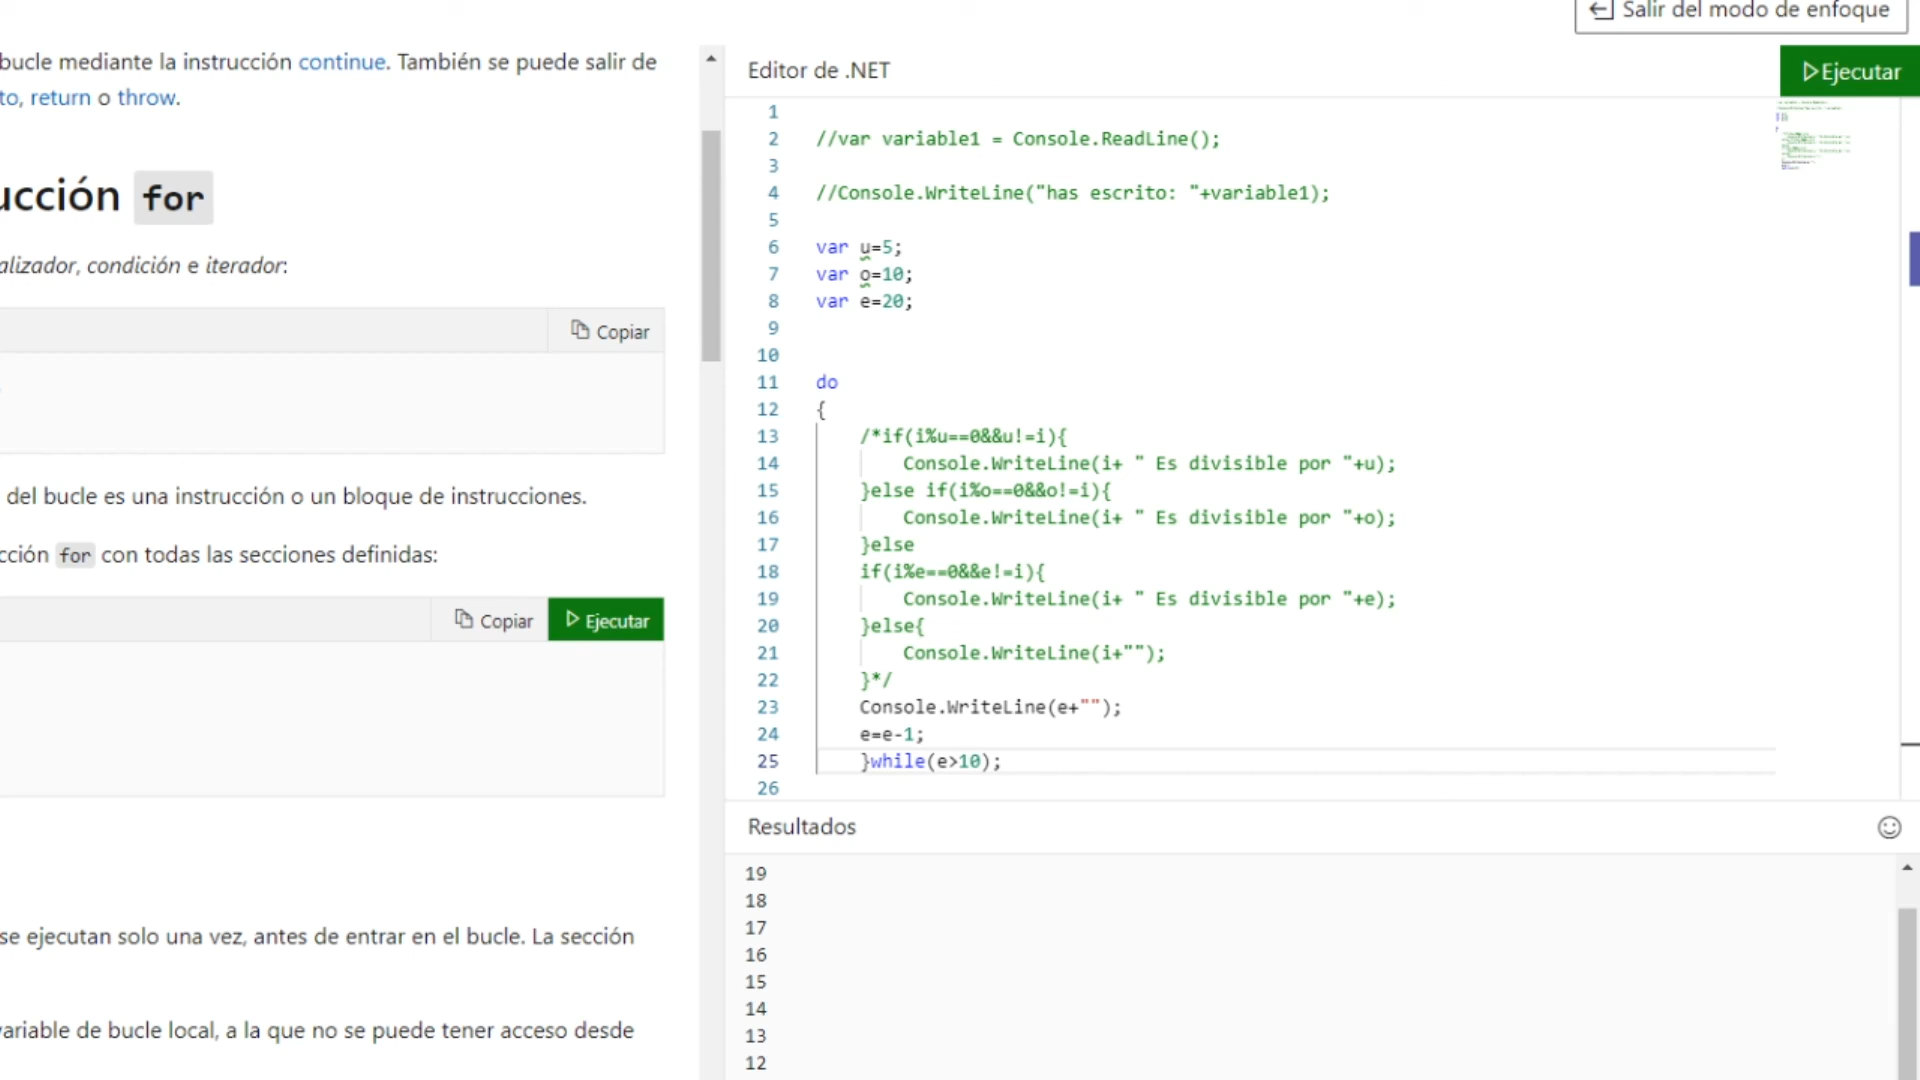 Salir del modo de enfoque
bucle mediante la instrucción continue. También se puede salir de
to, return o throw.
ucción for
alizador, condición e iterador:
Copiar
del bucle es una instrucción o un bloque de instrucciones.
cción for con todas las secciones definidas:
Copiar
Ejecutar
se ejecutan solo una vez, antes de entrar en el bucle. La sección
variable de bucle local, a la que no se puede tener acceso desde
Editor de .NET
Ejecutar
1
2 //var variable1 = Console.ReadLine();
3
4 //Console.WriteLine("has escrito: "+variable1);
5
6 var u=5;
7 var o=10;
8 var e=20;
9
10
11 do
12 {
13 /*if(i%u==0&&u!=i){
14 Console.WriteLine(i+ " Es divisible por "+u);
15 }else if(i%o==0&&o!=i){
16 Console.WriteLine(i+ " Es divisible por "+o);
17 }else
18 if(i%e==0&&e!=i){
19 Console.WriteLine(i+ " Es divisible por "+e);
20 }else{
21 Console.WriteLine(i+"");
22 }*/
23 Console.WriteLine(e+"");
24 e=e-1;
25 }while(e>10);
26
Resultados
19
18
17
16
15
14
13
12